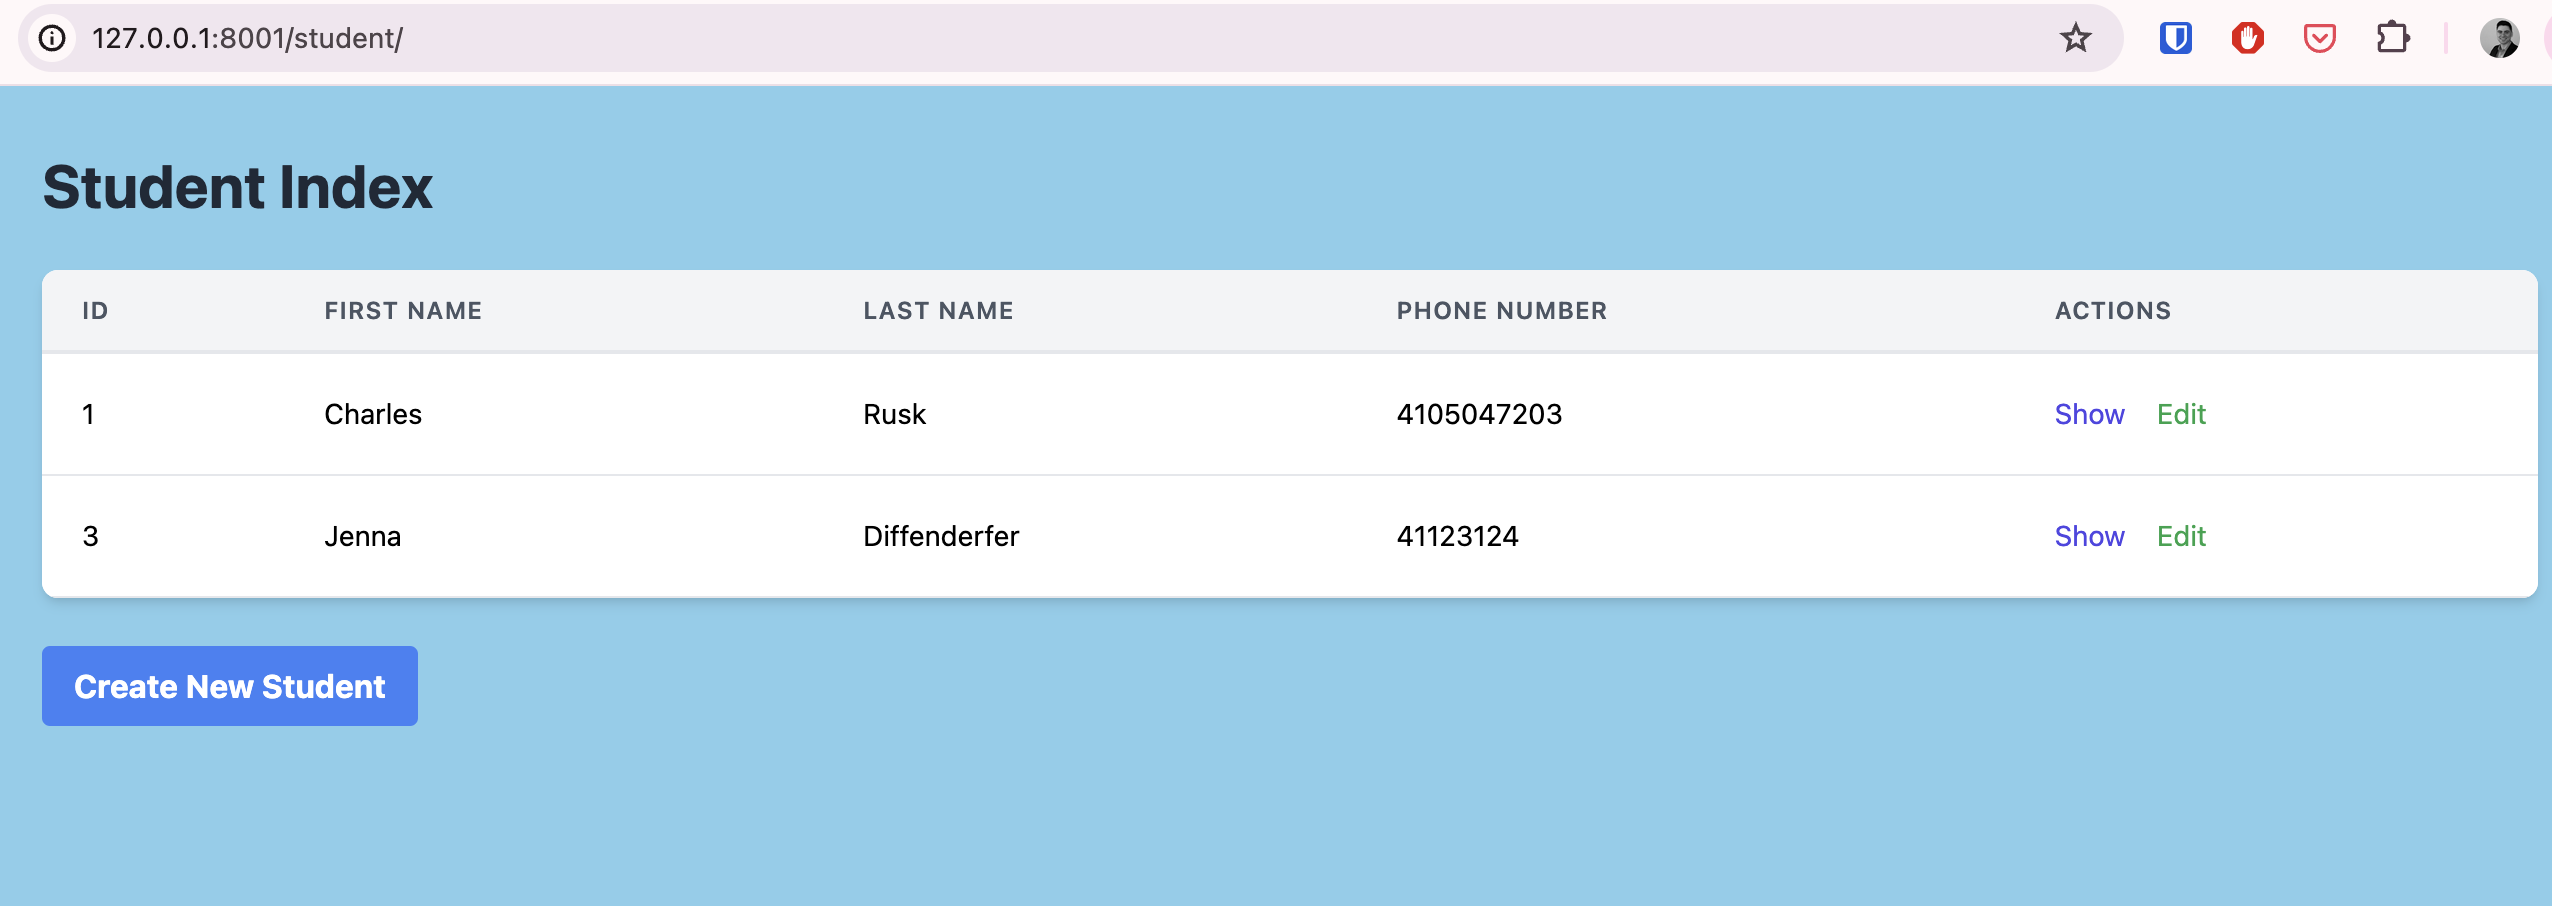 127.0.0.1:8001/student/
Student Index
ID FIRST NAME LAST NAME PHONE NUMBER ACTIONS
1 Charles Rusk 4105047203 Show Edit
3 Jenna Diffenderfer 41123124 Show Edit
Create New Student